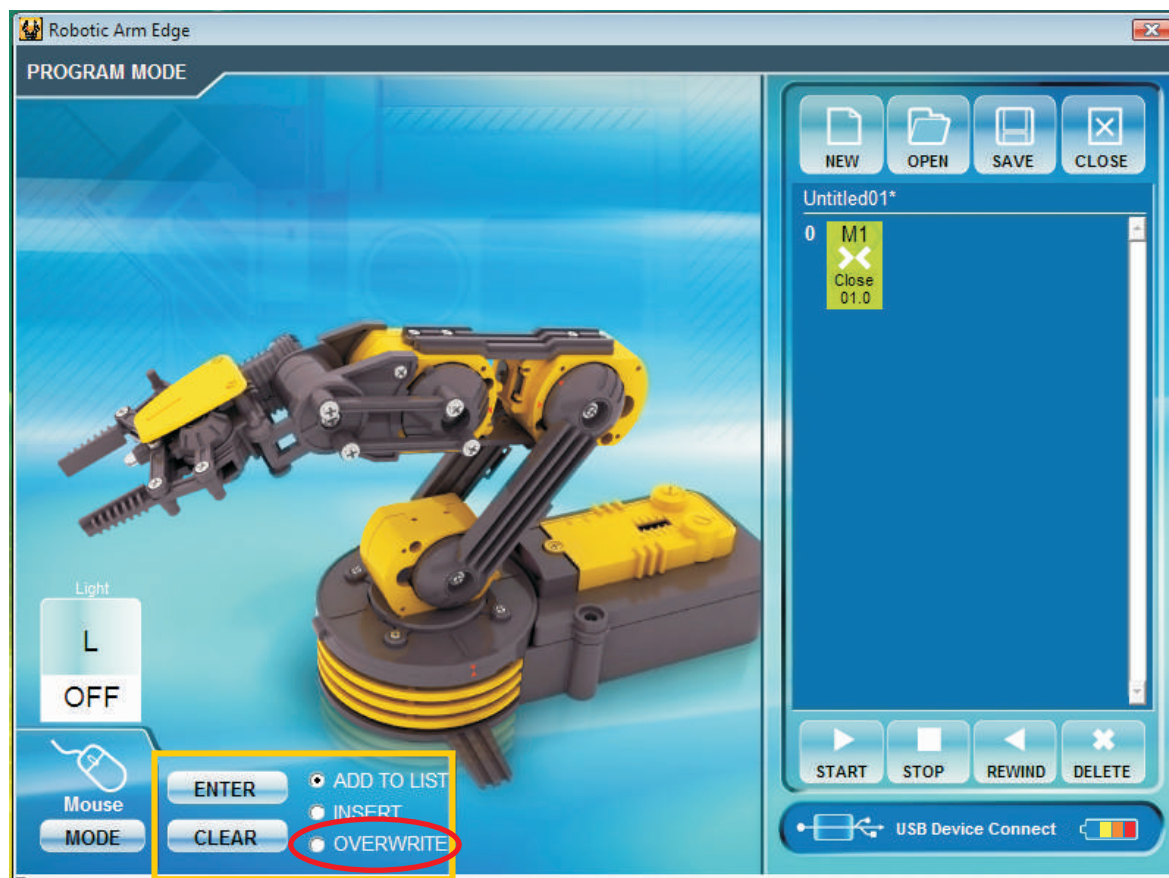 Robotic Arm Edge
PROGRAM MODE
NEW
OPEN
SAVE
CLOSE
Untitled01*
0
M1
Close
01.0
Light
L
OFF
Mouse
MODE
ENTER
CLEAR
ADD TO LIST
INSERT
OVERWRITE
START
STOP
REWIND
DELETE
USB Device Connect